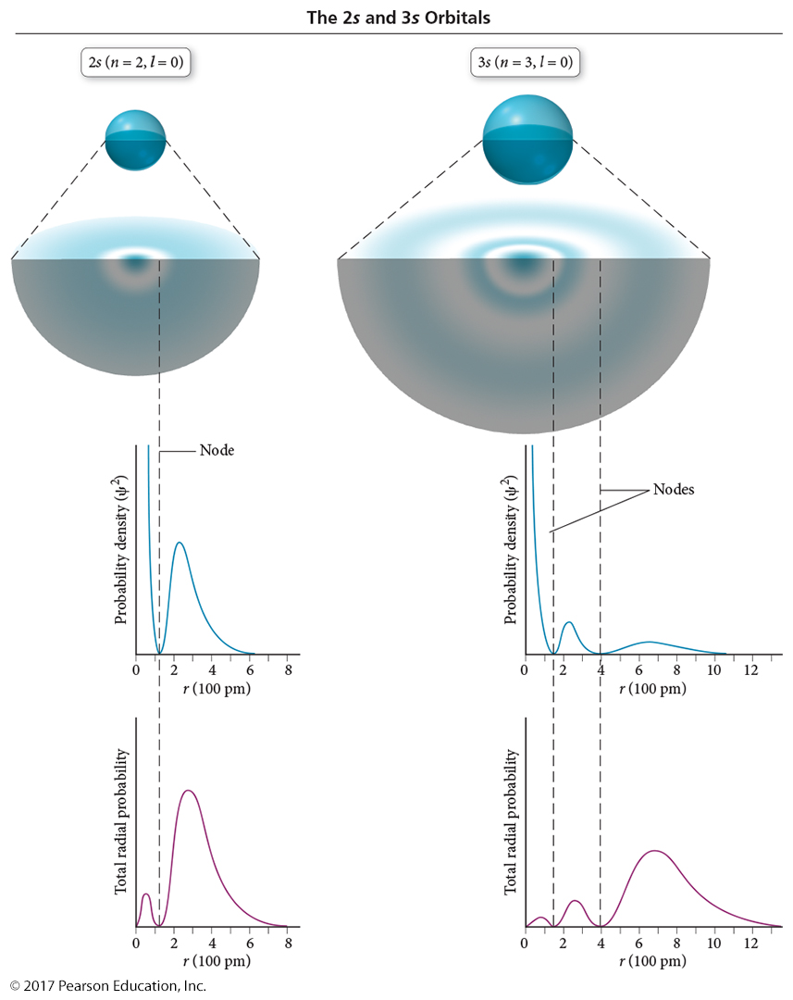 The 2s and 3s Orbitals
2s (n = 2, l = 0)
3s (n = 3, l = 0)
Node
Probability density (ψ²)
0 2 4 6 8
r (100 pm)
Nodes
Probability density (ψ²)
0 2 4 6 8 10 12
r (100 pm)
Total radial probability
0 2 4 6 8
r (100 pm)
Total radial probability
0 2 4 6 8 10 12
r (100 pm)
© 2017 Pearson Education, Inc.